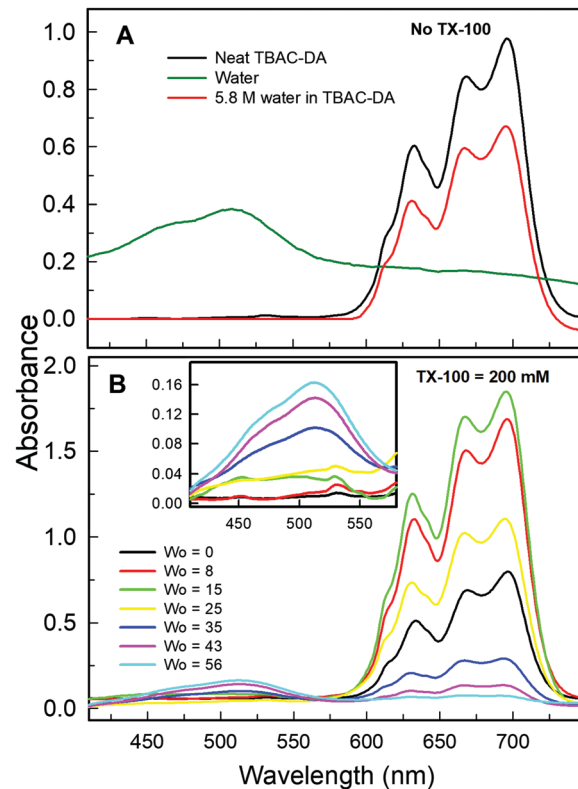 A
No TX-100
Neat TBAC-DA
Water
5.8 M water in TBAC-DA
1.0
0.8
0.6
0.4
0.2
0.0
Absorbance
B
TX-100 = 200 mM
2.0
1.5
1.0
0.5
0.0
0.16
0.12
0.08
0.04
0.00
450 500 550
Wo = 0
Wo = 8
Wo = 15
Wo = 25
Wo = 35
Wo = 43
Wo = 56
450 500 550 600 650 700
Wavelength (nm)